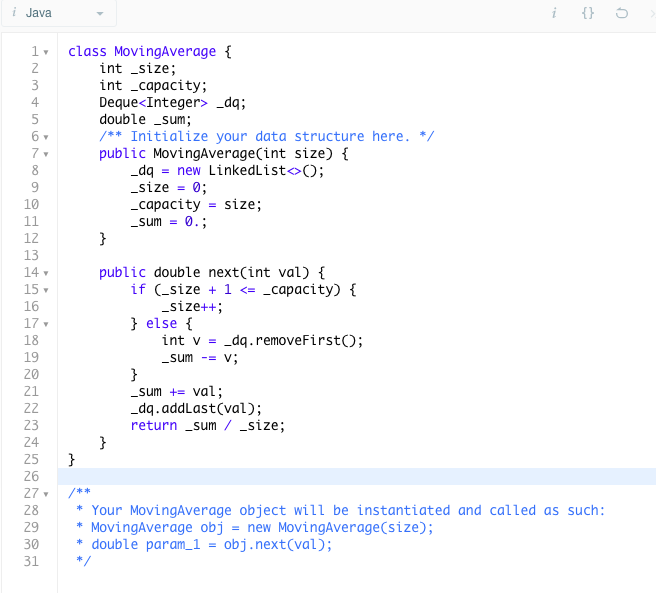 i Java
i {}
1 class MovingAverage {
2     int _size;
3     int _capacity;
4     Deque<Integer> _dq;
5     double _sum;
6     /** Initialize your data structure here. */
7     public MovingAverage(int size) {
8         _dq = new LinkedList<>();
9         _size = 0;
10         _capacity = size;
11         _sum = 0.;
12     }
13
14     public double next(int val) {
15         if (_size + 1 <= _capacity) {
16             _size++;
17         } else {
18             int v = _dq.removeFirst();
19             _sum -= v;
20         }
21         _sum += val;
22         _dq.addLast(val);
23         return _sum / _size;
24     }
25 }
26
27 /**
28  * Your MovingAverage object will be instantiated and called as such:
29  * MovingAverage obj = new MovingAverage(size);
30  * double param_1 = obj.next(val);
31  */